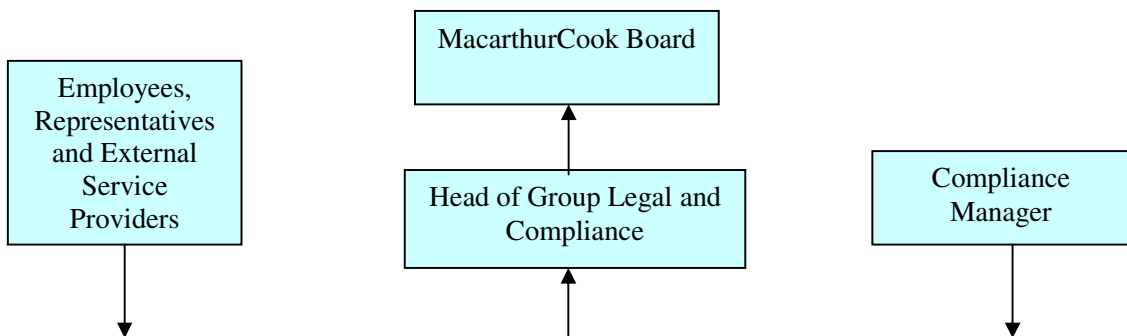 MacarthurCook Board
Employees,
Representatives
and External
Service
Providers
Head of Group Legal and
Compliance
Compliance
Manager